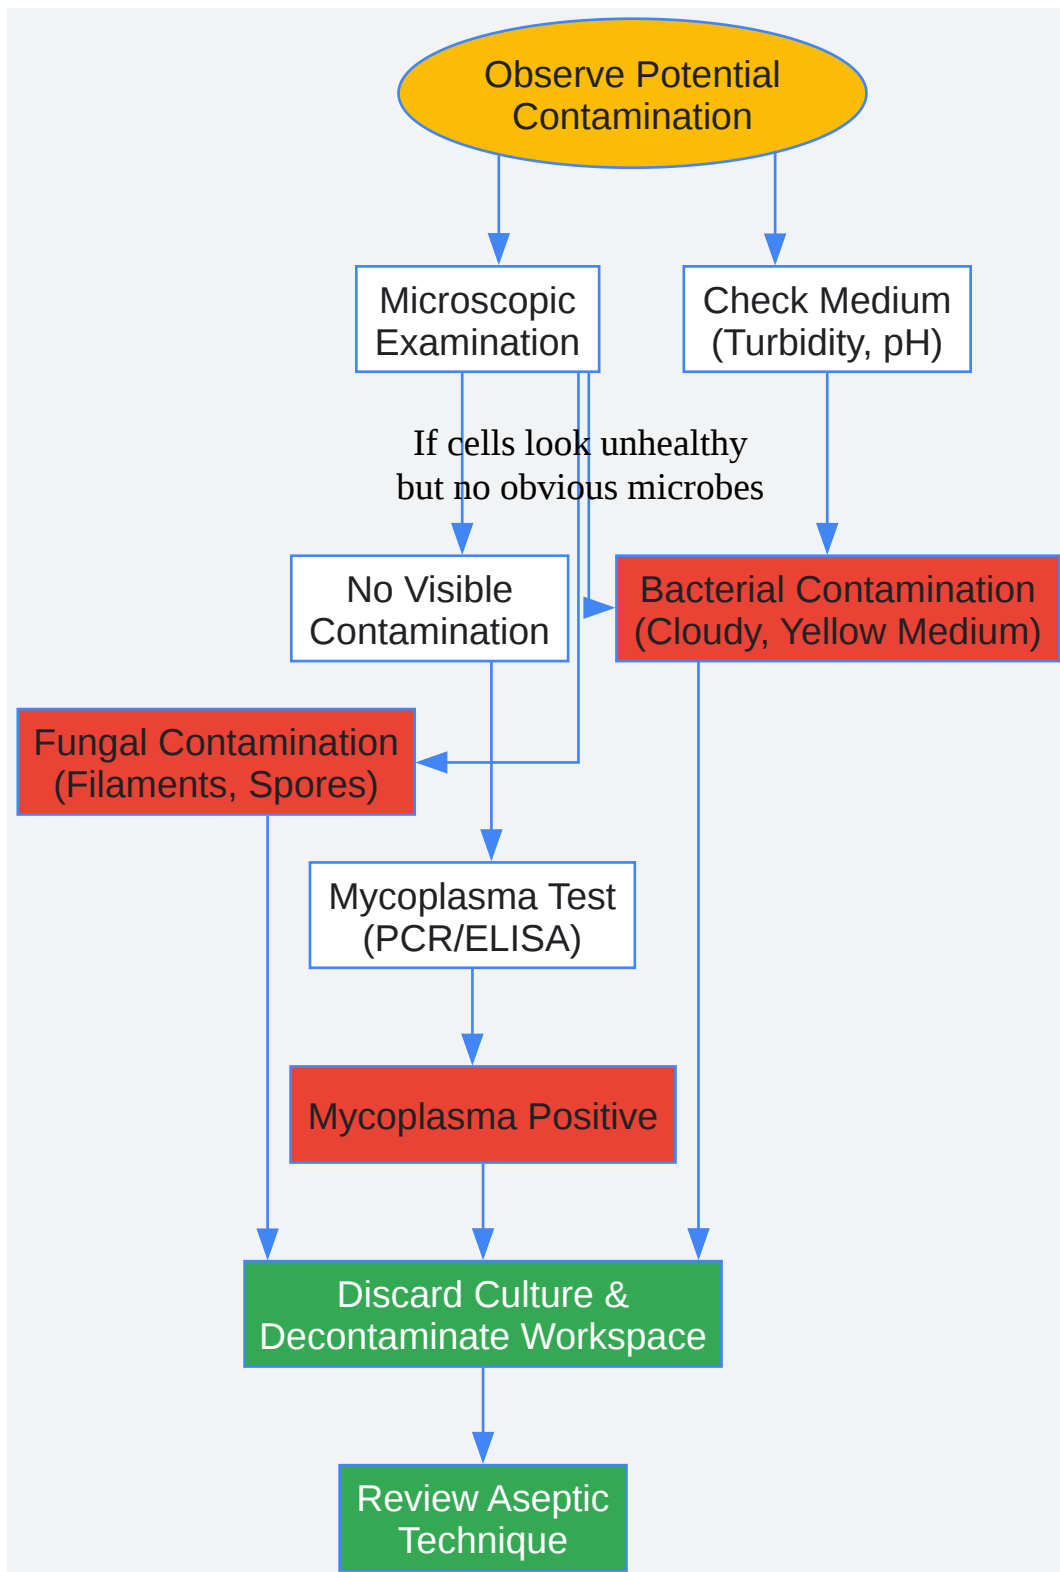 Observe Potential
Contamination
Microscopic
Examination
Check Medium
(Turbidity, pH)
If cells look unhealthy
but no obvious microbes
No Visible
Contamination
Bacterial Contamination
(Cloudy, Yellow Medium)
Fungal Contamination
(Filaments, Spores)
Mycoplasma Test
(PCR/ELISA)
Mycoplasma Positive
Discard Culture &
Decontaminate Workspace
Review Aseptic
Technique